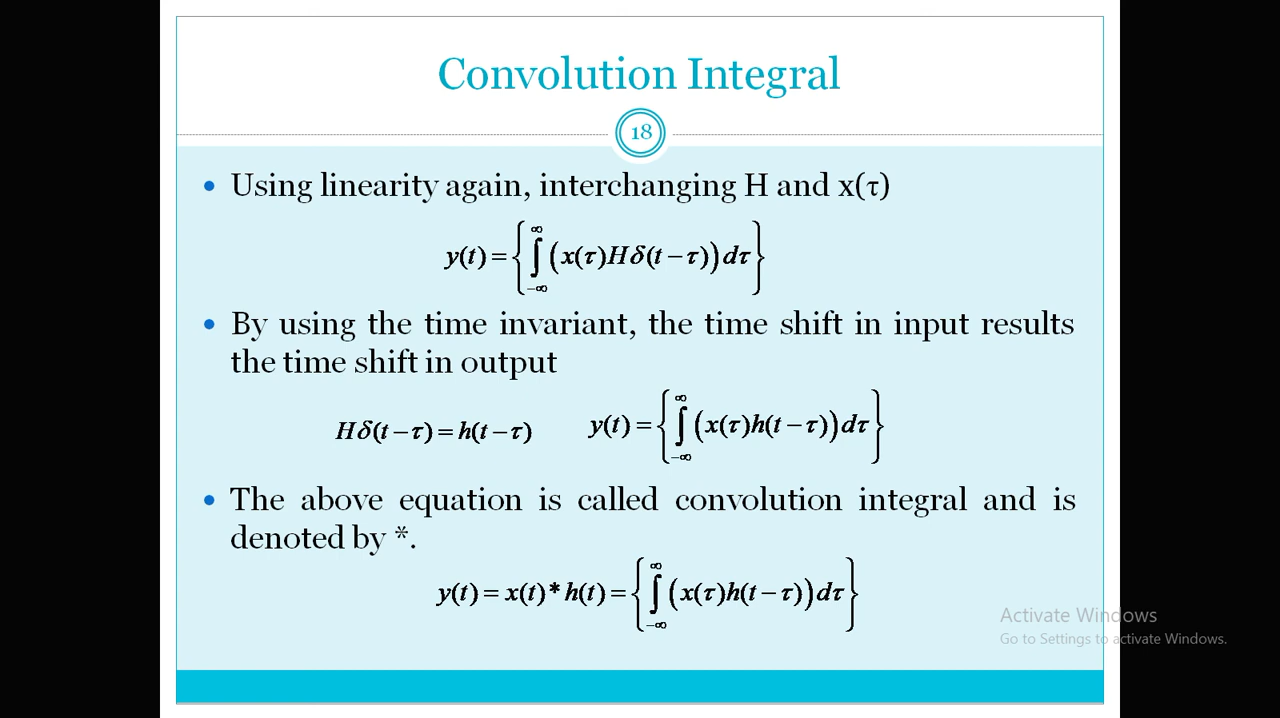 Convolution Integral
18
• Using linearity again, interchanging H and x(τ)
y(t) = { ∫_{-∞}^{∞} (x(τ)Hδ(t − τ))dτ }
• By using the time invariant, the time shift in input results
the time shift in output
Hδ(t − τ) = h(t − τ) y(t) = { ∫_{-∞}^{∞} (x(τ)h(t − τ))dτ }
• The above equation is called convolution integral and is
denoted by *.
y(t) = x(t) * h(t) = { ∫_{-∞}^{∞} (x(τ)h(t − τ))dτ }
Activate Windows
Go to Settings to activate Windows.